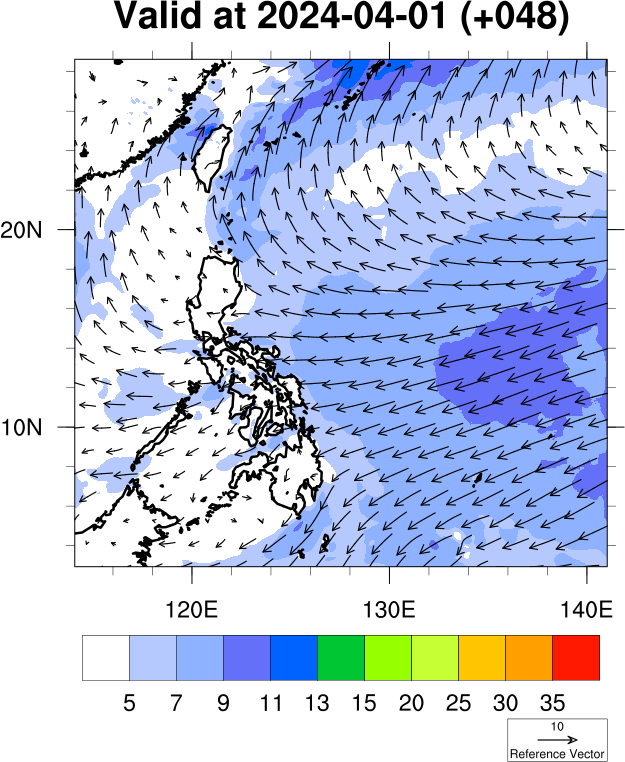 Valid at 2024-04-01 (+048)
20N
10N
120E 130E 140E
5 7 9 11 13 15 20 25 30 35
10
Reference Vector